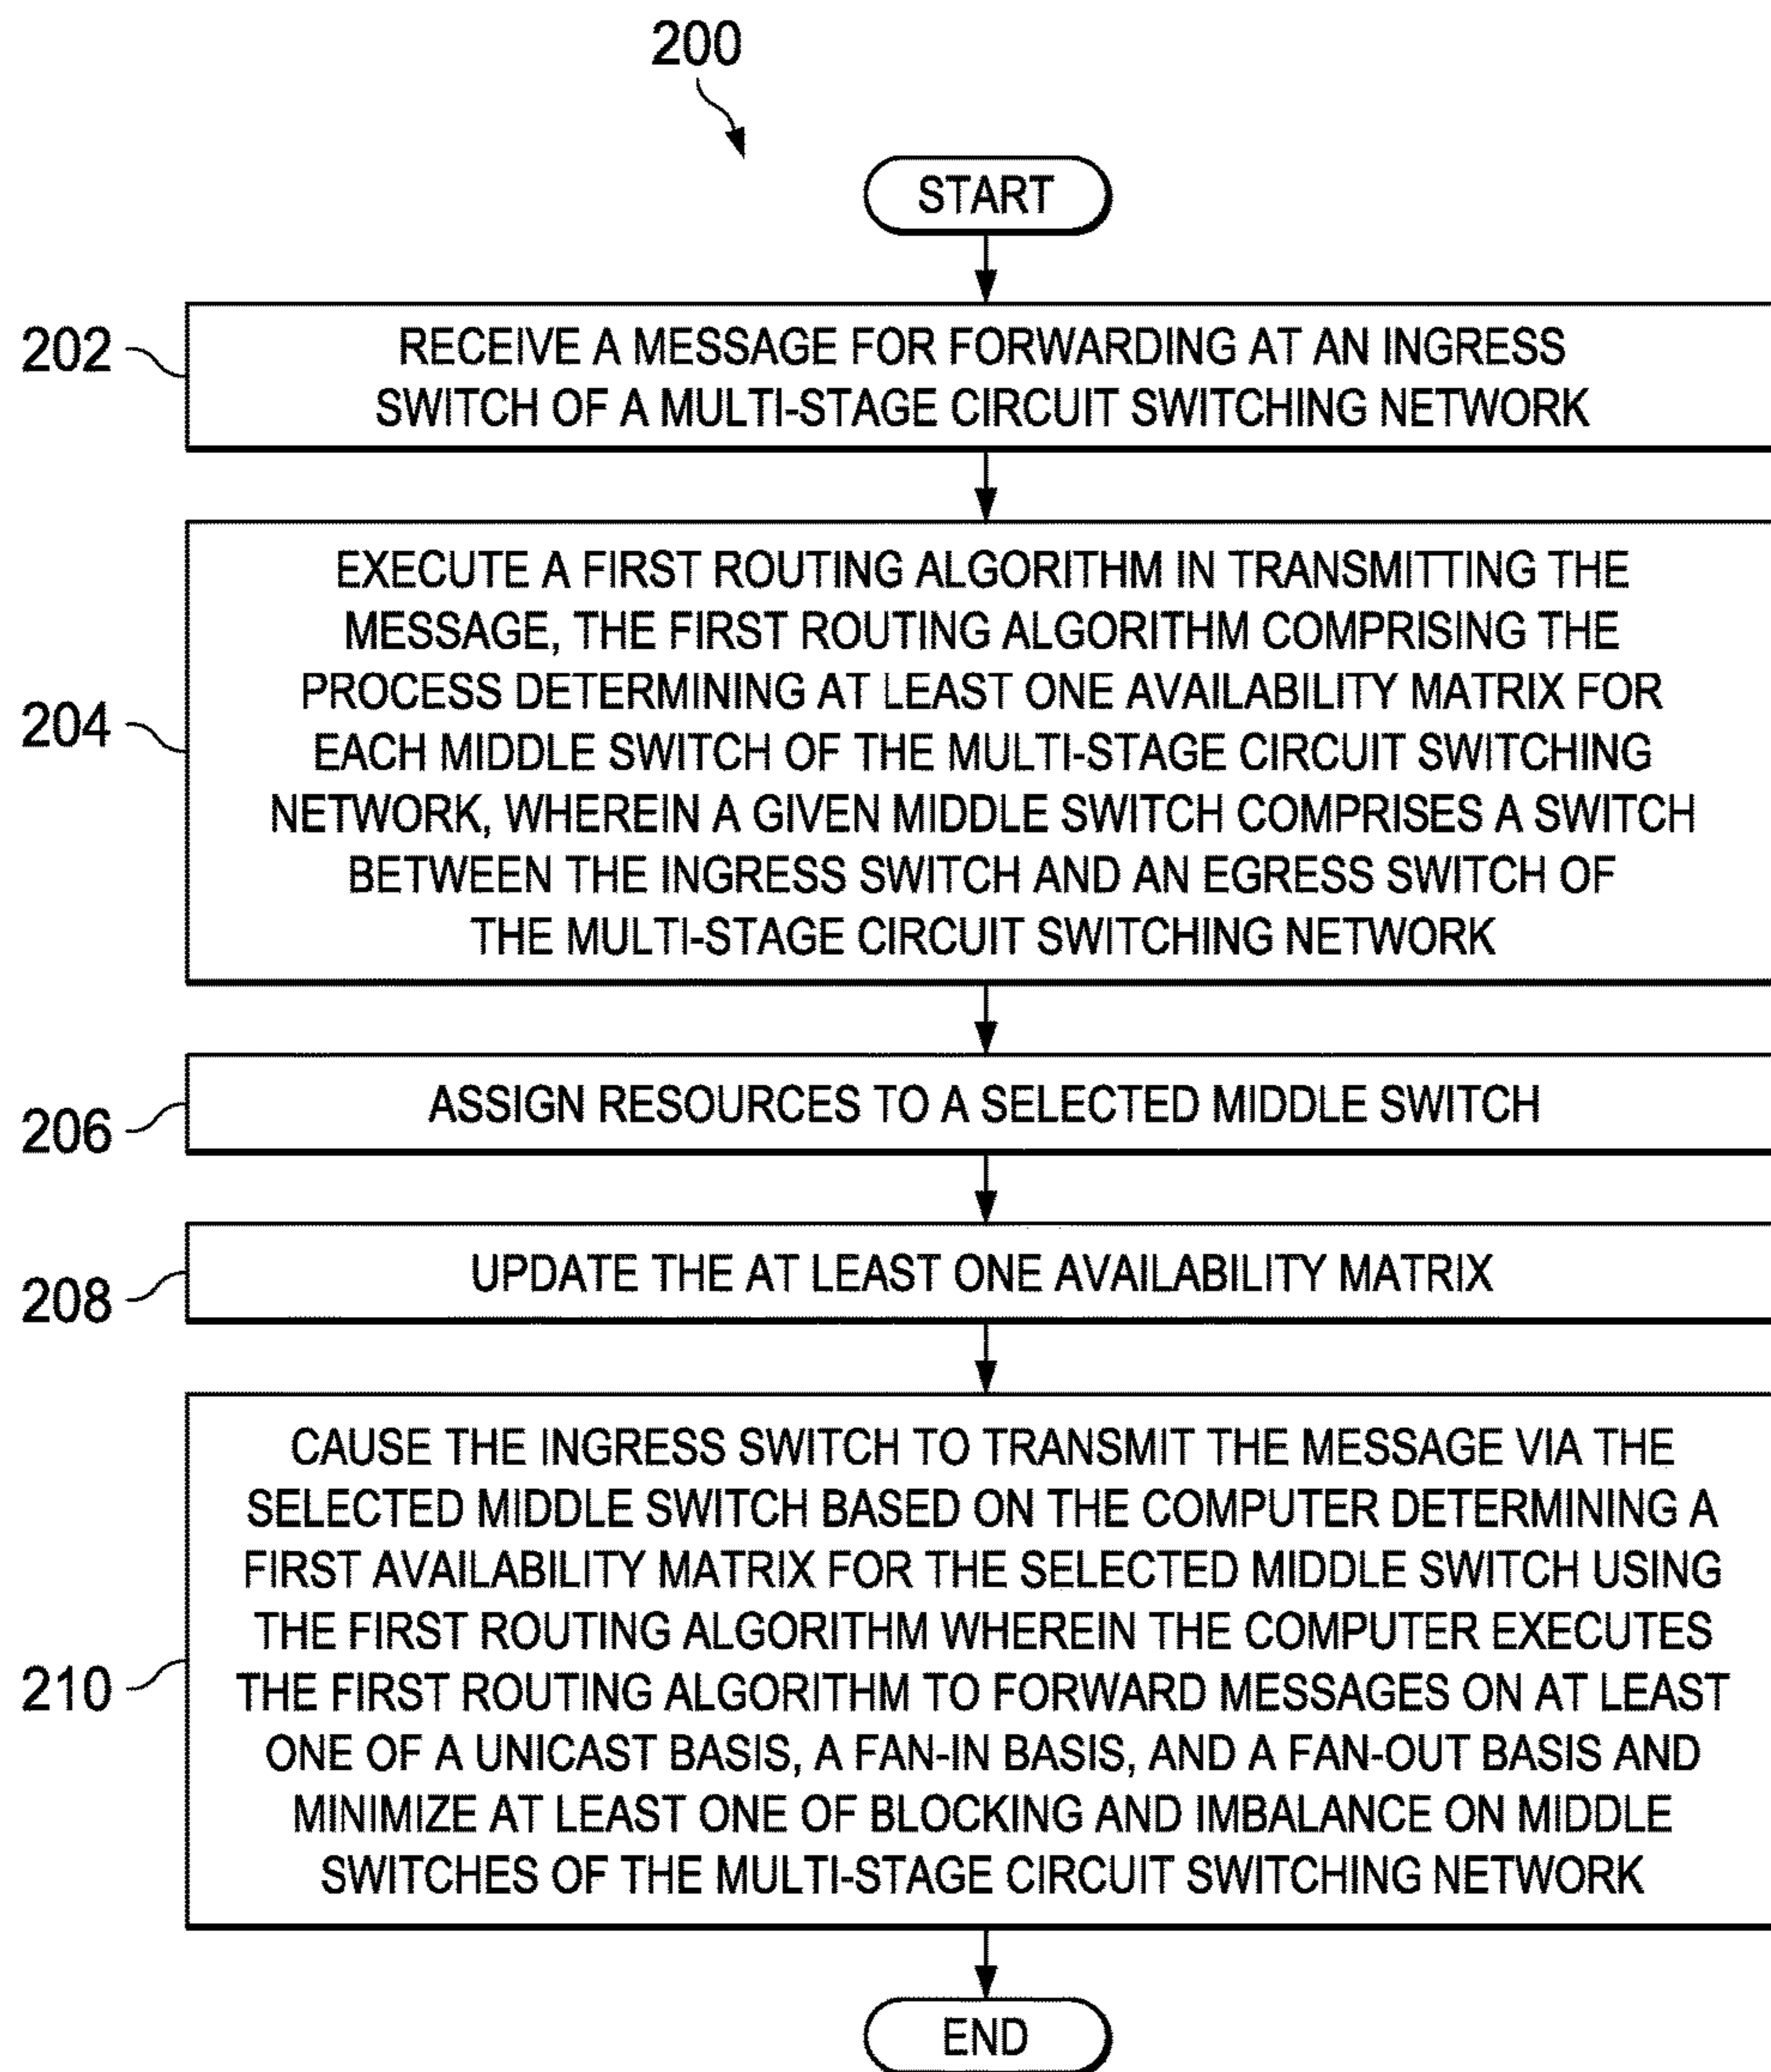 200
START
202
RECEIVE A MESSAGE FOR FORWARDING AT AN INGRESS
SWITCH OF A MULTI-STAGE CIRCUIT SWITCHING NETWORK
204
EXECUTE A FIRST ROUTING ALGORITHM IN TRANSMITTING THE
MESSAGE, THE FIRST ROUTING ALGORITHM COMPRISING THE
PROCESS DETERMINING AT LEAST ONE AVAILABILITY MATRIX FOR
EACH MIDDLE SWITCH OF THE MULTI-STAGE CIRCUIT SWITCHING
NETWORK, WHEREIN A GIVEN MIDDLE SWITCH COMPRISES A SWITCH
BETWEEN THE INGRESS SWITCH AND AN EGRESS SWITCH OF
THE MULTI-STAGE CIRCUIT SWITCHING NETWORK
206
ASSIGN RESOURCES TO A SELECTED MIDDLE SWITCH
208
UPDATE THE AT LEAST ONE AVAILABILITY MATRIX
210
CAUSE THE INGRESS SWITCH TO TRANSMIT THE MESSAGE VIA THE
SELECTED MIDDLE SWITCH BASED ON THE COMPUTER DETERMINING A
FIRST AVAILABILITY MATRIX FOR THE SELECTED MIDDLE SWITCH USING
THE FIRST ROUTING ALGORITHM WHEREIN THE COMPUTER EXECUTES
THE FIRST ROUTING ALGORITHM TO FORWARD MESSAGES ON AT LEAST
ONE OF A UNICAST BASIS, A FAN-IN BASIS, AND A FAN-OUT BASIS AND
MINIMIZE AT LEAST ONE OF BLOCKING AND IMBALANCE ON MIDDLE
SWITCHES OF THE MULTI-STAGE CIRCUIT SWITCHING NETWORK
END